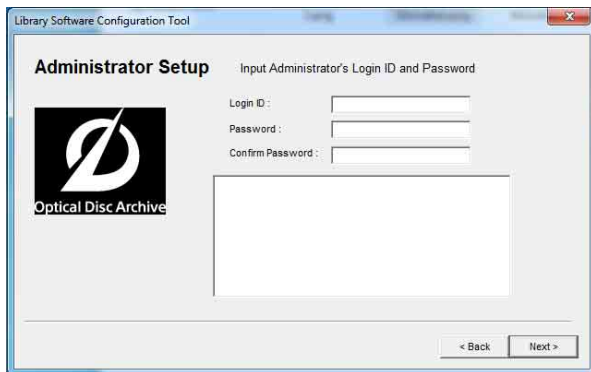 Library Software Configuration Tool
Administrator Setup
Input Administrator's Login ID and Password
Login ID :
Password :
Confirm Password :
Optical Disc Archive
< Back
Next >